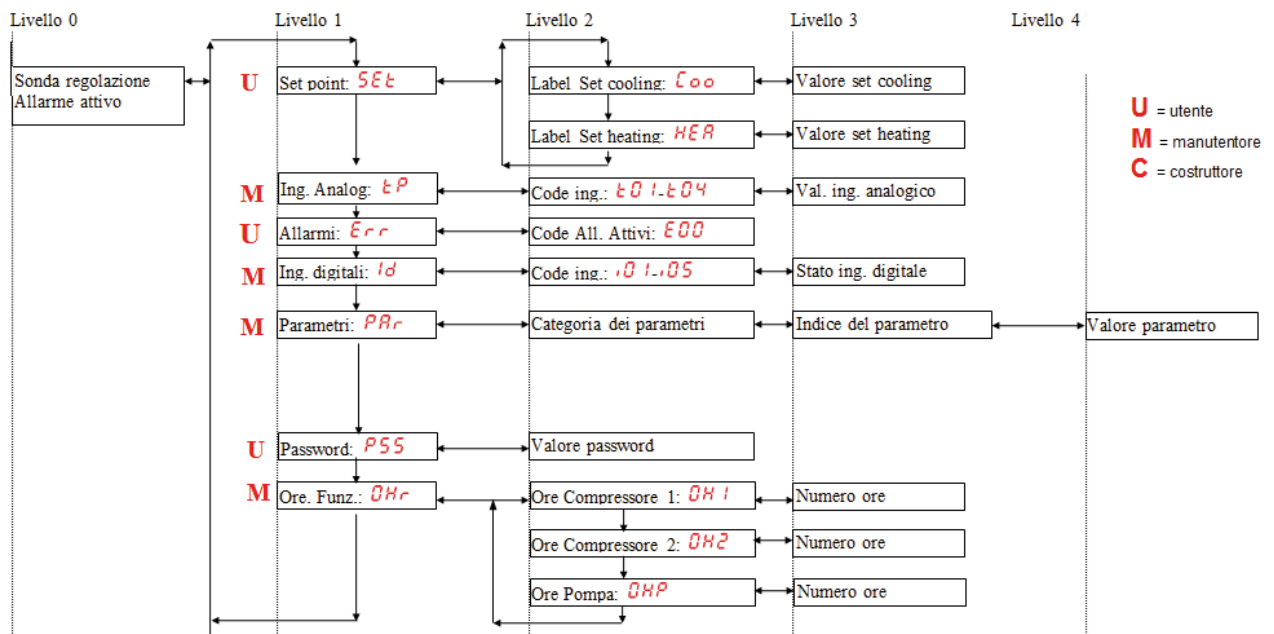 Livello 0 Livello 1 Livello 2 Livello 3 Livello 4
Sonda regolazione
Allarme attivo
U Set point: SEt Label Set cooling: Coo Valore set cooling
Label Set heating: HEA Valore set heating
U = utente
M = manutentore
C = costruttore
M Ing. Analog: tP Code ing.: t01-t04 Val. ing. analogico
U Allarmi: Err Code All. Attivi: E00
M Ing. digitali: Id Code ing.: i01-i05 Stato ing. digitale
M Parametri: PAr Categoria dei parametri Indice del parametro Valore parametro
U Password: PSS Valore password
M Ore. Funz.: OHr Ore Compressore 1: OH1 Numero ore
Ore Compressore 2: OH2 Numero ore
Ore Pompa: OHP Numero ore